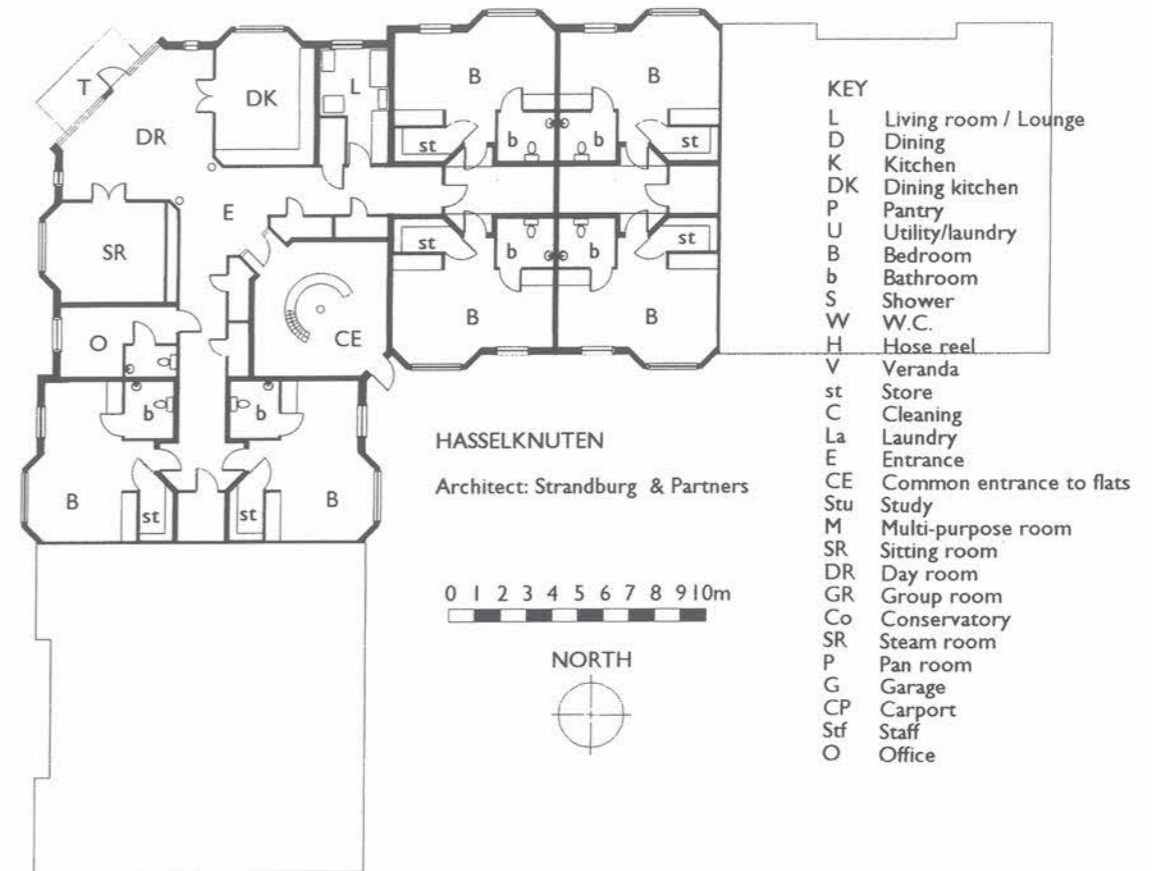 T
DK
L
B
B
DR
st
b
b
st
E
SR
st
b
b
st
O
CE
B
B
b
b
B
st
st
B
HASSELKNUTEN
Architect: Strandburg & Partners
0 1 2 3 4 5 6 7 8 9 10m
NORTH
KEY
L Living room / Lounge
D Dining
K Kitchen
DK Dining kitchen
P Pantry
U Utility/laundry
B Bedroom
b Bathroom
S Shower
W W.C.
H Hose reel
V Veranda
st Store
C Cleaning
La Laundry
E Entrance
CE Common entrance to flats
Stu Study
M Multi-purpose room
SR Sitting room
DR Day room
GR Group room
Co Conservatory
SR Steam room
P Pan room
G Garage
CP Carport
Stf Staff
O Office